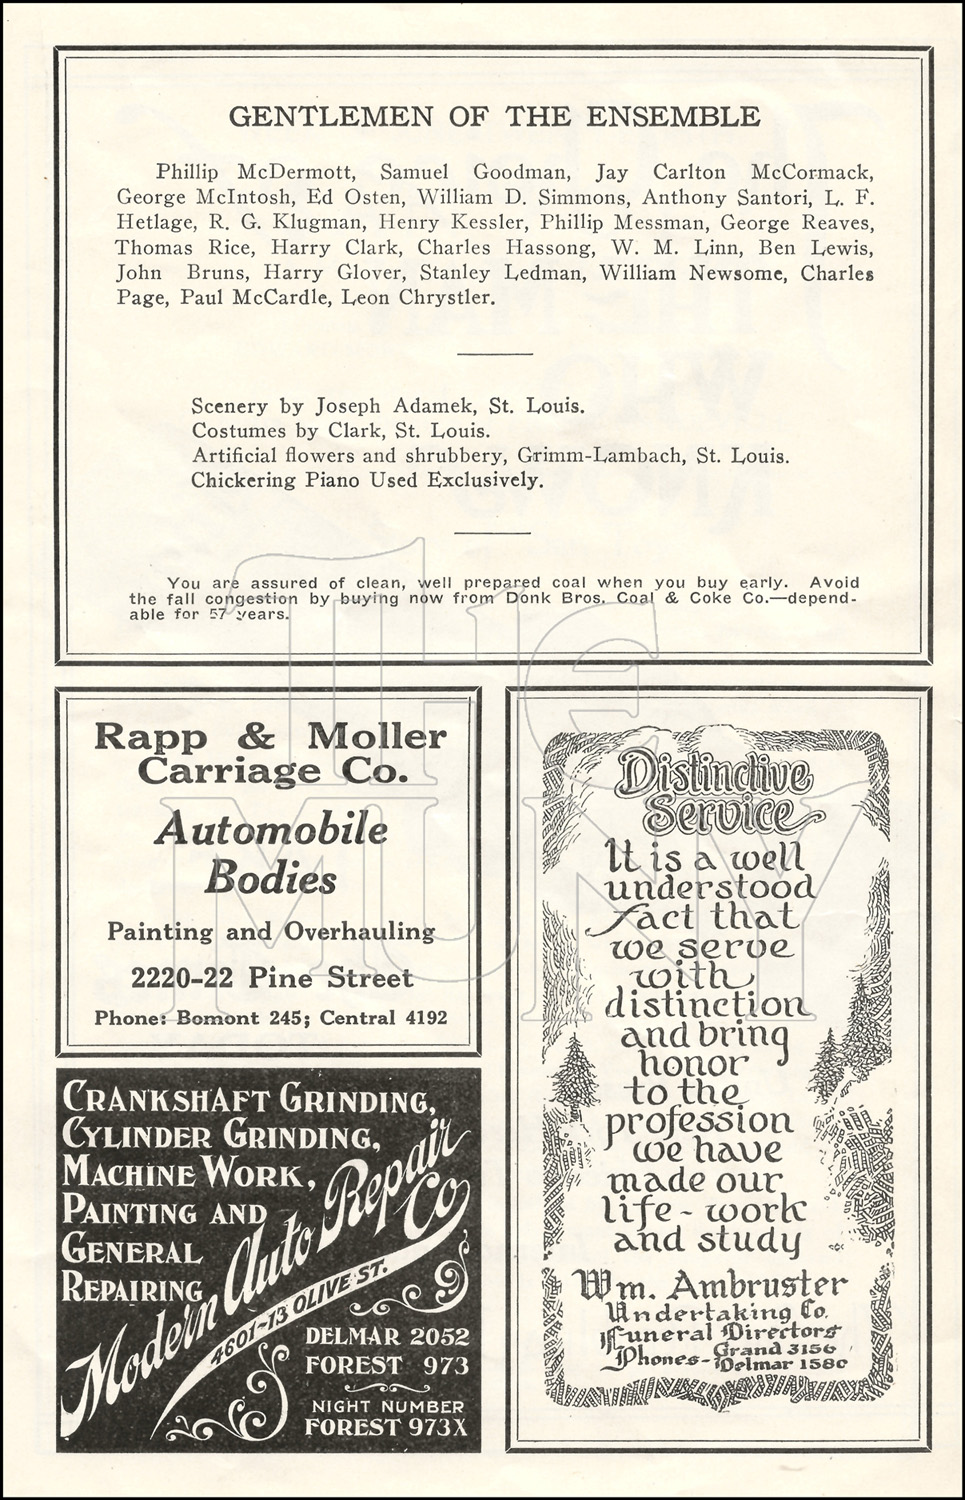 GENTLEMEN OF THE ENSEMBLE
Phillip McDermott, Samuel Goodman, Jay Carlton McCormack,
George McIntosh, Ed Osten, William D. Simmons, Anthony Santori, L. F.
Hetlage, R. G. Klugman, Henry Kessler, Phillip Messman, George Reaves,
Thomas Rice, Harry Clark, Charles Hassong, W. M. Linn, Ben Lewis,
John Bruns, Harry Glover, Stanley Ledman, William Newsome, Charles
Page, Paul McCardle, Leon Chrystler.
Scenery by Joseph Adamek, St. Louis.
Costumes by Clark, St. Louis.
Artificial flowers and shrubbery, Grimm-Lambach, St. Louis.
Chickering Piano Used Exclusively.
You are assured of clean, well prepared coal when you buy early. Avoid
the fall congestion by buying now from Donk Bros. Coal & Coke Co.—depend-
able for 57 years.
Rapp & Moller
Carriage Co.
Automobile
Bodies
Painting and Overhauling
2220-22 Pine Street
Phone: Bomont 245; Central 4192
CRANKSHAFT GRINDING,
CYLINDER GRINDING,
MACHINE WORK,
PAINTING AND
GENERAL
REPAIRING
Modern Auto Repair Co
4601-13 OLIVE ST.
DELMAR 2052
FOREST 973
NIGHT NUMBER
FOREST 973X
Distinctive
Service
It is a well
understood
fact that
we serve
with
distinction
and bring
honor
to the
profession
we have
made our
life - work
and study
Wm. Ambruster
Undertaking Co.
Funeral Directors
Phones - Grand 3156
Delmar 1580
The
MUNY